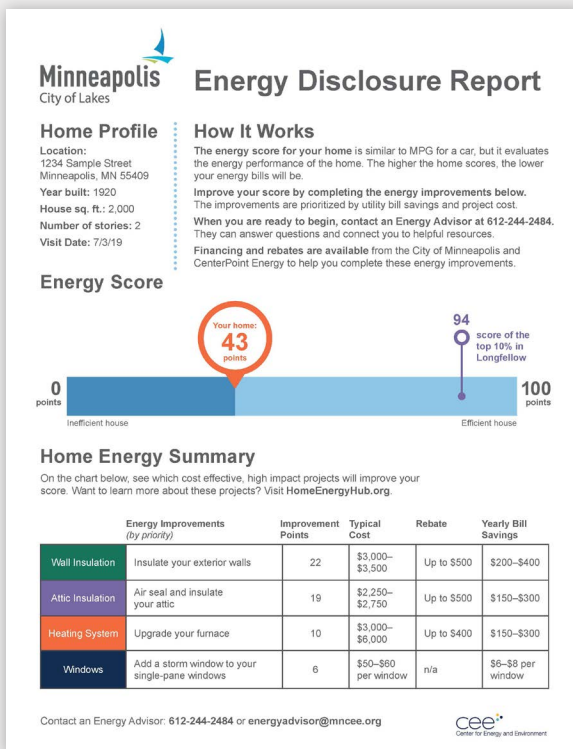 Minneapolis
City of Lakes
Energy Disclosure Report
Home Profile
Location:
1234 Sample Street
Minneapolis, MN 55409
Year built: 1920
House sq. ft.: 2,000
Number of stories: 2
Visit Date: 7/3/19
How It Works
The energy score for your home is similar to MPG for a car, but it evaluates
the energy performance of the home. The higher the home scores, the lower
your energy bills will be.
Improve your score by completing the energy improvements below.
The improvements are prioritized by utility bill savings and project cost.
When you are ready to begin, contact an Energy Advisor at 612-244-2484.
They can answer questions and connect you to helpful resources.
Financing and rebates are available from the City of Minneapolis and
CenterPoint Energy to help you complete these energy improvements.
Energy Score
Your home:
43
points
94
score of the
top 10% in
Longfellow
0
points
100
points
Inefficient house
Efficient house
Home Energy Summary
On the chart below, see which cost effective, high impact projects will improve your
score. Want to learn more about these projects? Visit HomeEnergyHub.org.
Energy Improvements
(by priority)
Improvement
Points
Typical
Cost
Rebate
Yearly Bill
Savings
Wall Insulation
Insulate your exterior walls
22
$3,000–
$3,500
Up to $500
$200–$400
Attic Insulation
Air seal and insulate
your attic
19
$2,250–
$2,750
Up to $500
$150–$300
Heating System
Upgrade your furnace
10
$3,000–
$6,000
Up to $400
$150–$300
Windows
Add a storm window to your
single-pane windows
6
$50–$60
per window
n/a
$6–$8 per
window
Contact an Energy Advisor: 612-244-2484 or energyadvisor@mncee.org
cee
Center for Energy and Environment